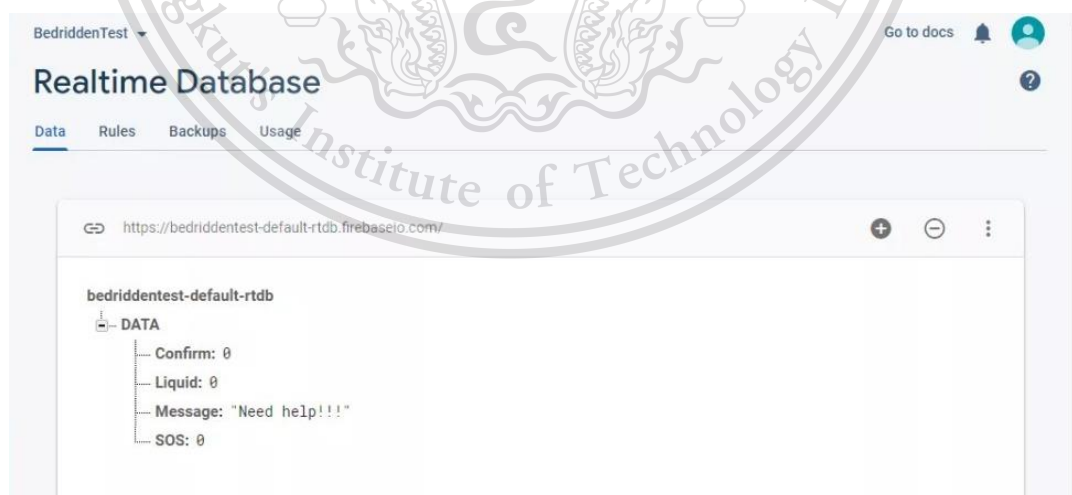 BedriddenTest
Go to docs
Realtime Database
Data Rules Backups Usage
https://bedriddentest-default-rtdb.firebaseio.com/
bedriddentest-default-rtdb
DATA
Confirm: 0
Liquid: 0
Message: "Need help!!!"
SOS: 0
Institute of Technology